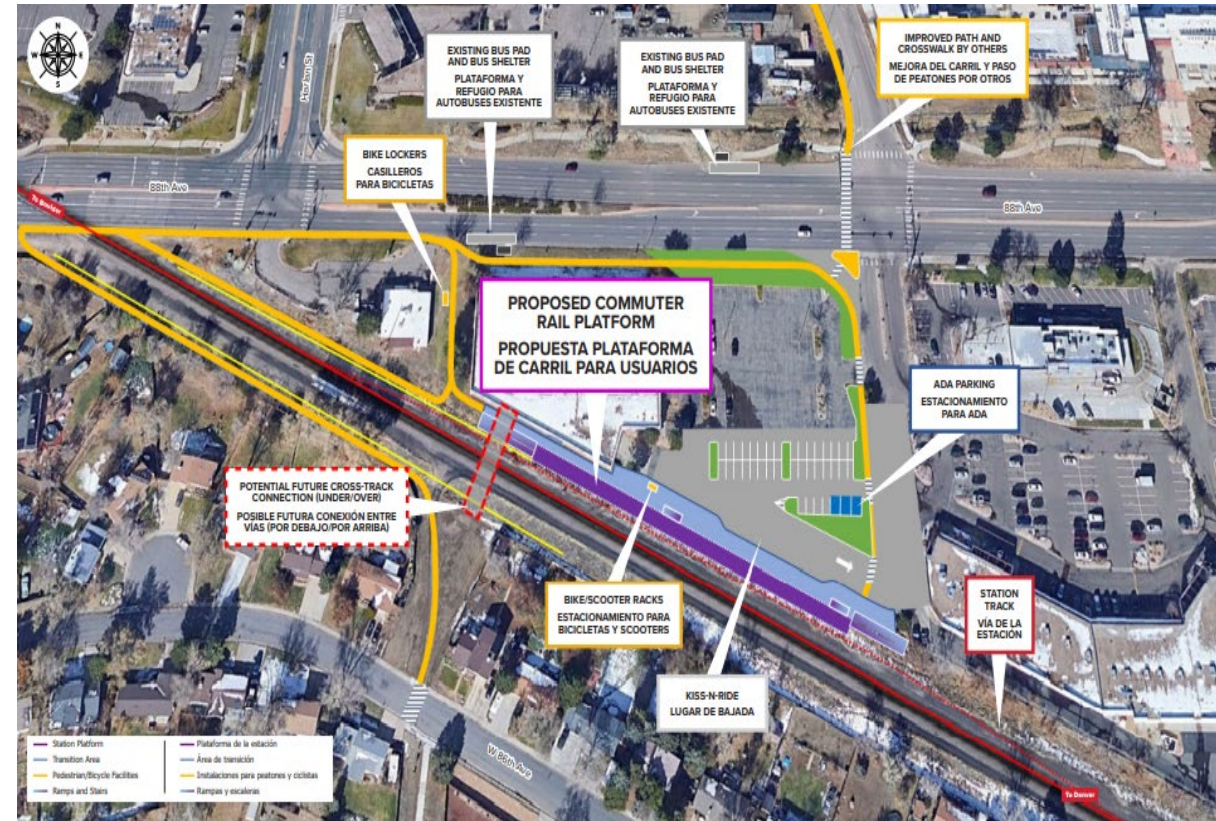 N
W
E
S
Harlan St
EXISTING BUS PAD
AND BUS SHELTER
PLATAFORMA Y
REFUGIO PARA
AUTOBUSES EXISTENTE
EXISTING BUS PAD
AND BUS SHELTER
PLATAFORMA Y
REFUGIO PARA
AUTOBUSES EXISTENTE
IMPROVED PATH AND
CROSSWALK BY OTHERS
MEJORA DEL CARRIL Y PASO
DE PEATONES POR OTROS
BIKE LOCKERS
CASILLEROS
PARA BICICLETAS
88th Ave
88th Ave
To Boulder
PROPOSED COMMUTER
RAIL PLATFORM
PROPUESTA PLATAFORMA
DE CARRIL PARA USUARIOS
ADA PARKING
ESTACIONAMIENTO
PARA ADA
POTENTIAL FUTURE CROSS-TRACK
CONNECTION (UNDER/OVER)
POSIBLE FUTURA CONEXIÓN ENTRE
VÍAS (POR DEBAJO/POR ARRIBA)
BIKE/SCOOTER RACKS
ESTACIONAMIENTO PARA
BICICLETAS Y SCOOTERS
STATION
TRACK
VÍA DE LA
ESTACIÓN
KISS-N-RIDE
LUGAR DE BAJADA
W 86th Ave
To Denver
Station Platform
Transition Area
Pedestrian/Bicycle Facilities
Ramps and Stairs
Plataforma de la estación
Área de transición
Instalaciones para peatones y ciclistas
Rampas y escaleras